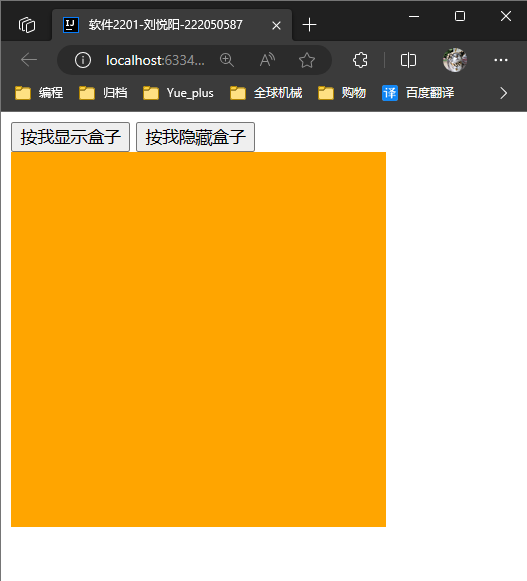 IJ 软件2201-刘悦阳-222050587
localhost:6334...
编程 归档 Yue_plus 全球机械 购物 译 百度翻译
按我显示盒子 按我隐藏盒子